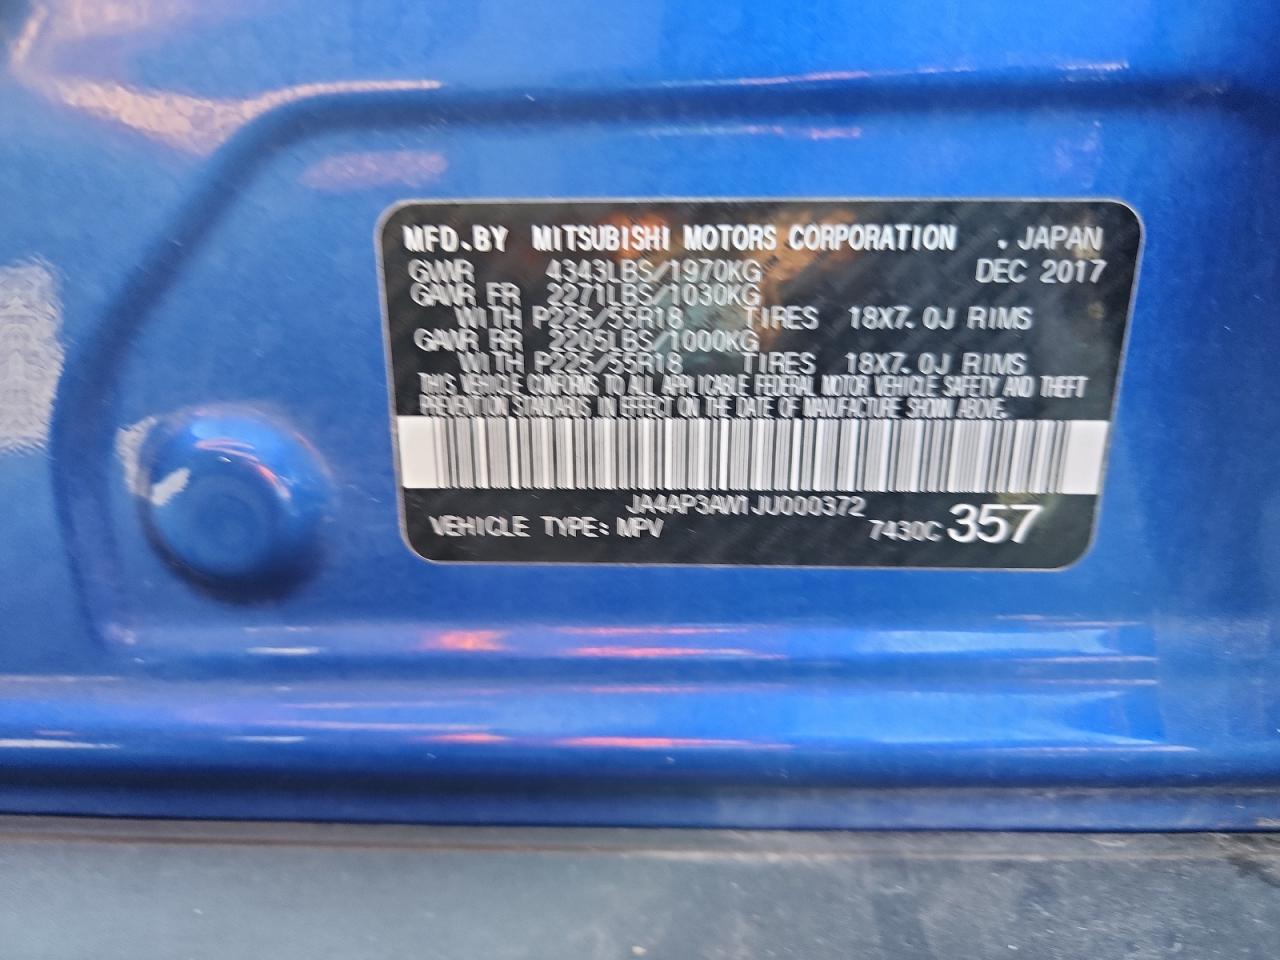 MFD.BY MITSUBISHI MOTORS CORPORATION . JAPAN
GVWR 4343LBS/1970KG DEC 2017
GAWR FR 2271LBS/1030KG
WITH P225/55R18 TIRES 18X7.0J RIMS
GAWR RR 2205LBS/1000KG
WITH P225/55R18 TIRES 18X7.0J RIMS
THIS VEHICLE CONFORMS TO ALL APPLICABLE FEDERAL MOTOR VEHICLE SAFETY AND THEFT
PREVENTION STANDARDS IN EFFECT ON THE DATE OF MANUFACTURE SHOWN ABOVE.
JA4AP3AW1JU000372
VEHICLE TYPE: MPV 7430C 357